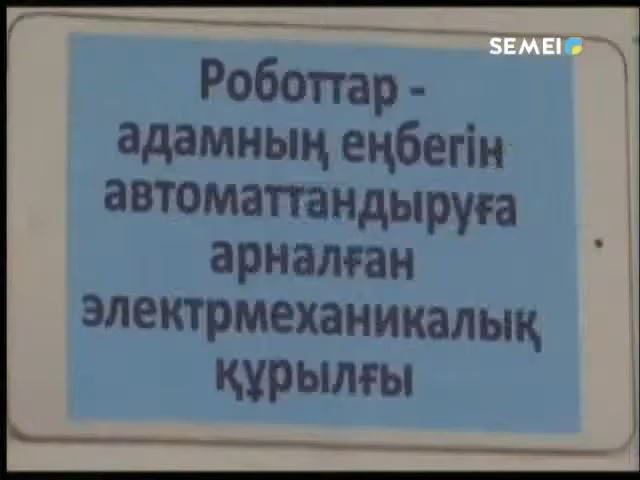 SEMEI
Роботтар -
адамның еңбегін
автоматтандыруға
арналған
электрмеханикалық
құрылғы